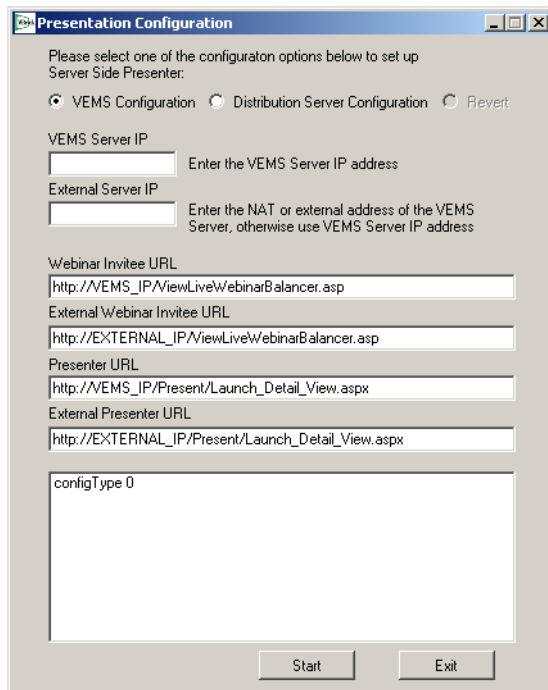 Presentation Configuration
Please select one of the configuraton options below to set up
Server Side Presenter:
VEMS Configuration Distribution Server Configuration Revert
VEMS Server IP
Enter the VEMS Server IP address
External Server IP
Enter the NAT or external address of the VEMS
Server, otherwise use VEMS Server IP address
Webinar Invitee URL
http://VEMS_IP/ViewLiveWebinarBalancer.asp
External Webinar Invitee URL
http://EXTERNAL_IP/ViewLiveWebinarBalancer.asp
Presenter URL
http://VEMS_IP/Present/Launch_Detail_View.aspx
External Presenter URL
http://EXTERNAL_IP/Present/Launch_Detail_View.aspx
configType 0
Start Exit